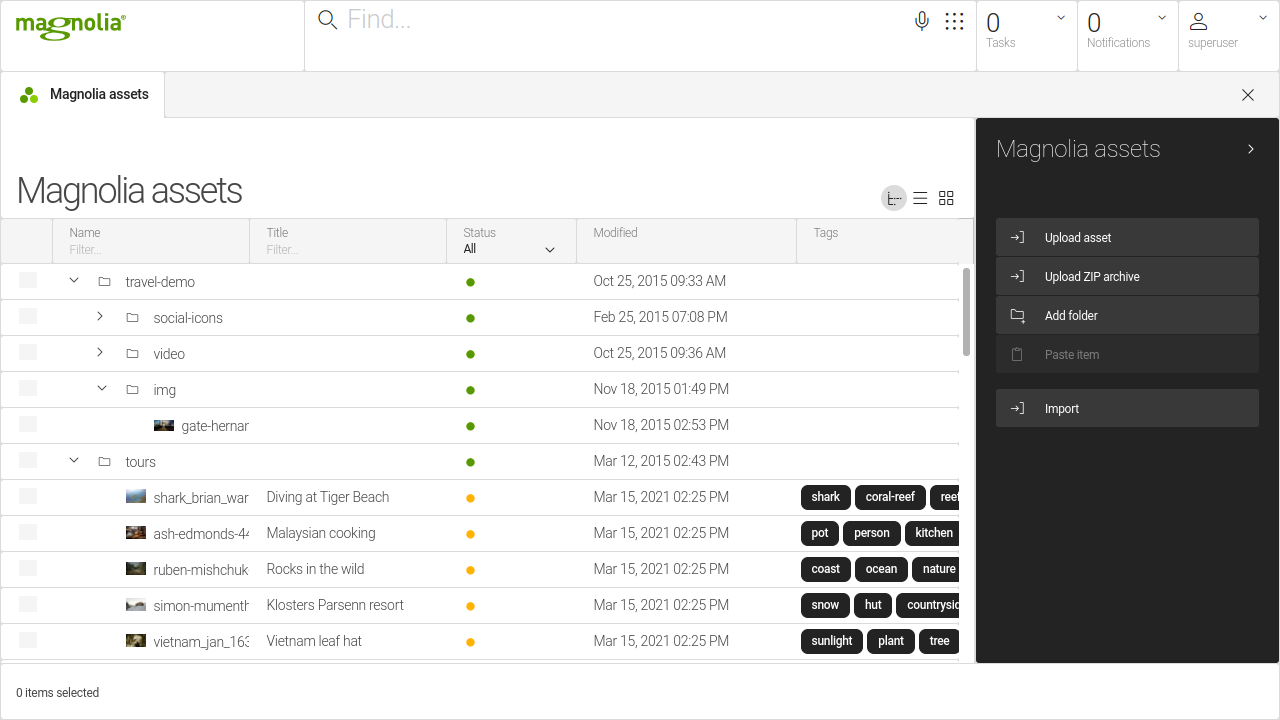 magnolia®
Find...
0
Tasks
0
Notifications
superuser
Magnolia assets
Magnolia assets
Magnolia assets
Name
Title
Status
Modified
Tags
Filter...
Filter...
All
travel-demo
Oct 25, 2015 09:33 AM
social-icons
Feb 25, 2015 07:08 PM
video
Oct 25, 2015 09:36 AM
img
Nov 18, 2015 01:49 PM
gate-hernar
Nov 18, 2015 02:53 PM
tours
Mar 12, 2015 02:43 PM
shark_brian_war Diving at Tiger Beach Mar 15, 2021 02:25 PM shark coral-reef reef
ash-edmonds-44 Malaysian cooking Mar 15, 2021 02:25 PM pot person kitchen
ruben-mishchuk Rocks in the wild Mar 15, 2021 02:25 PM coast ocean nature
simon-mumenth Klosters Parsenn resort Mar 15, 2021 02:25 PM snow hut countrysid
vietnam_jan_163 Vietnam leaf hat Mar 15, 2021 02:25 PM sunlight plant tree
Upload asset
Upload ZIP archive
Add folder
Paste item
Import
0 items selected